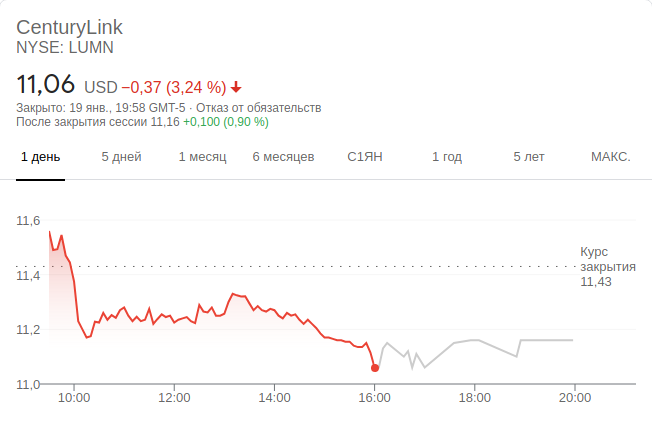 CenturyLink
NYSE: LUMN
11,06 USD −0,37 (3,24 %)
Закрыто: 19 янв., 19:58 GMT-5 · Отказ от обязательств
После закрытия сессии 11,16 +0,100 (0,90 %)
1 день 5 дней 1 месяц 6 месяцев С1ЯН 1 год 5 лет МАКС.
11,6
Курс
закрытия
11,43
11,4
11,2
11,0
10:00 12:00 14:00 16:00 18:00 20:00